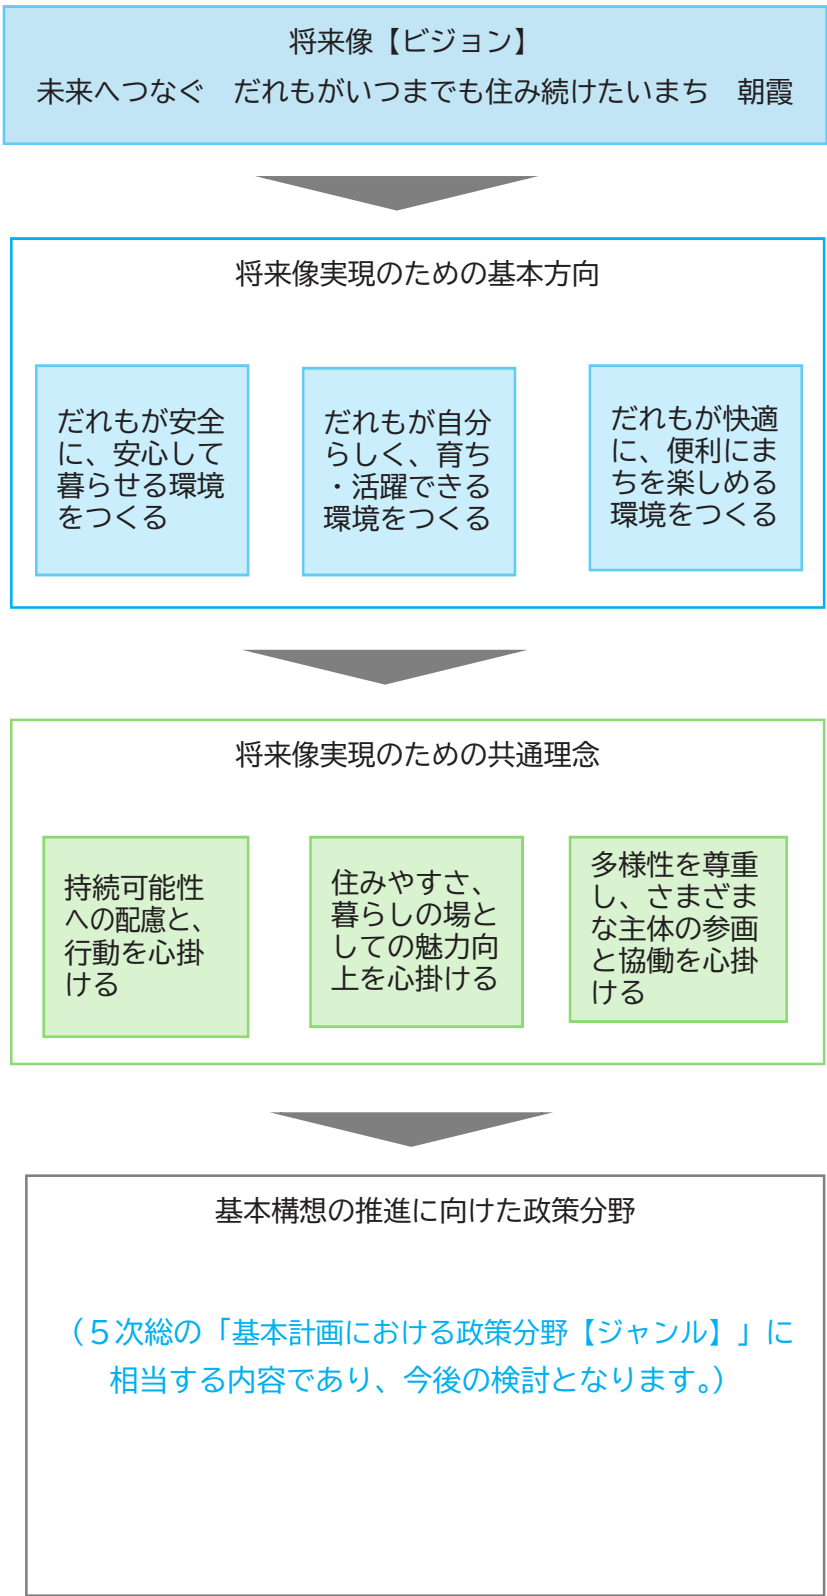 将来像【ビジョン】
未来へつなぐ　だれもがいつまでも住み続けたいまち　朝霞
将来像実現のための基本方向
だれもが安全
に、安心して
暮らせる環境
をつくる
だれもが自分
らしく、育ち
・活躍できる
環境をつくる
だれもが快適
に、便利にま
ちを楽しめる
環境をつくる
将来像実現のための共通理念
持続可能性
への配慮と、
行動を心掛
ける
住みやすさ、
暮らしの場と
しての魅力向
上を心掛ける
多様性を尊重
し、さまざま
な主体の参画
と協働を心掛
ける
基本構想の推進に向けた政策分野
（５次総の「基本計画における政策分野【ジャンル】」に
相当する内容であり、今後の検討となります。）